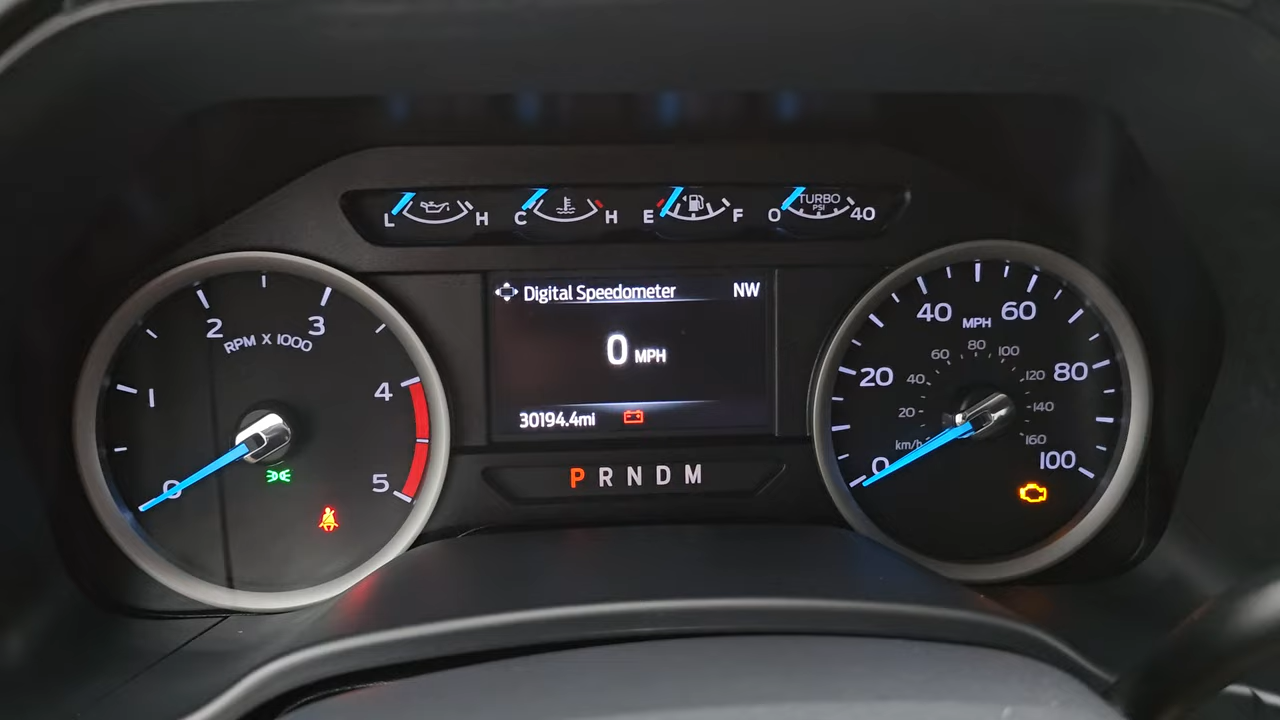 L H C H E F 0 TURBO PSI 40
Digital Speedometer NW
0 MPH
30194.4mi
P R N D M
0 1 2 3 4 5
RPM X 1000
0 20 40 60 80 100
MPH
20 40 60 80 100 120 140 160
km/h